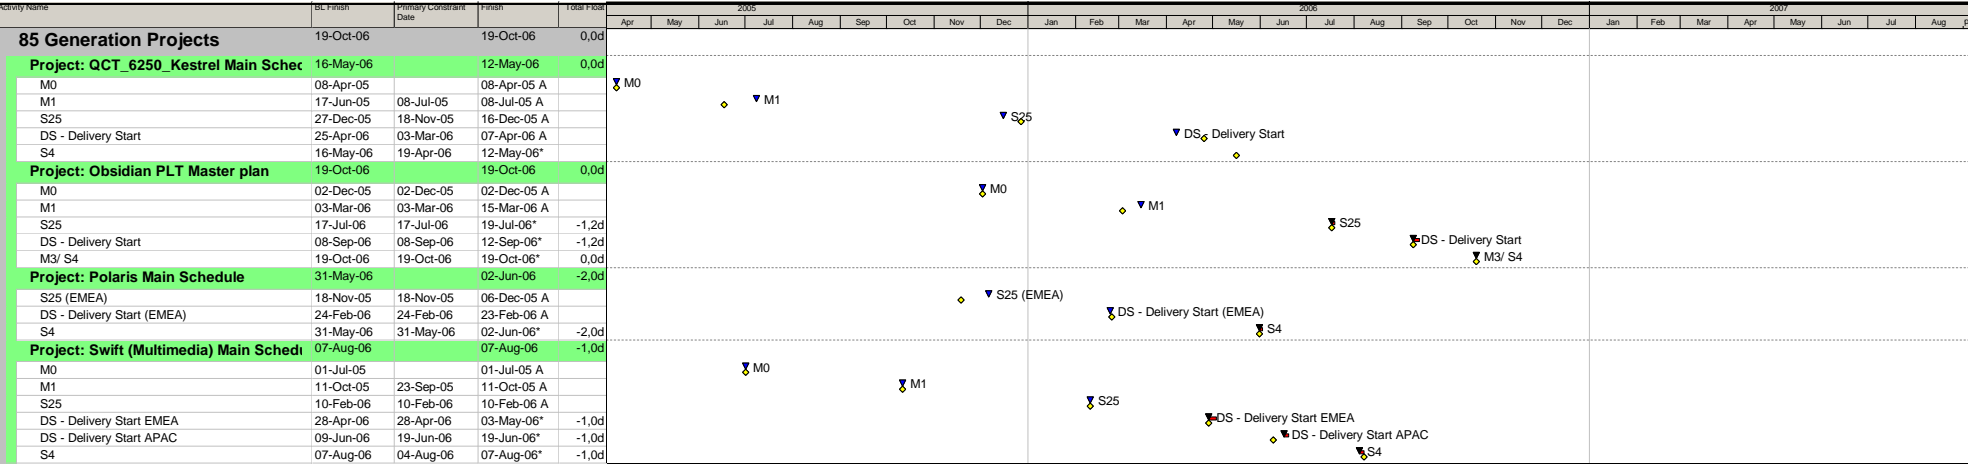 Activity Name BL Finish Primary Constraint Date Finish Total Float
2005 2006 2007
Apr May Jun Jul Aug Sep Oct Nov Dec Jan Feb Mar Apr May Jun Jul Aug Sep Oct Nov Dec Jan Feb Mar Apr May Jun Jul Aug
85 Generation Projects 19-Oct-06 19-Oct-06 0,0d
Project: QCT_6250_Kestrel Main Sched 16-May-06 12-May-06 0,0d
M0 08-Apr-05 08-Apr-05 A M0
M1 17-Jun-05 08-Jul-05 08-Jul-05 A M1
S25 27-Dec-05 18-Nov-05 16-Dec-05 A S25
DS - Delivery Start 25-Apr-06 03-Mar-06 07-Apr-06 A DS - Delivery Start
S4 16-May-06 19-Apr-06 12-May-06*
Project: Obsidian PLT Master plan 19-Oct-06 19-Oct-06 0,0d
M0 02-Dec-05 02-Dec-05 02-Dec-05 A M0
M1 03-Mar-06 03-Mar-06 15-Mar-06 A M1
S25 17-Jul-06 17-Jul-06 19-Jul-06* -1,2d S25
DS - Delivery Start 08-Sep-06 08-Sep-06 12-Sep-06* -1,2d DS - Delivery Start
M3/ S4 19-Oct-06 19-Oct-06 19-Oct-06* 0,0d M3/ S4
Project: Polaris Main Schedule 31-May-06 02-Jun-06 -2,0d
S25 (EMEA) 18-Nov-05 18-Nov-05 06-Dec-05 A S25 (EMEA)
DS - Delivery Start (EMEA) 24-Feb-06 24-Feb-06 23-Feb-06 A DS - Delivery Start (EMEA)
S4 31-May-06 31-May-06 02-Jun-06* -2,0d S4
Project: Swift (Multimedia) Main Schedu 07-Aug-06 07-Aug-06 -1,0d
M0 01-Jul-05 01-Jul-05 A M0
M1 11-Oct-05 23-Sep-05 11-Oct-05 A M1
S25 10-Feb-06 10-Feb-06 10-Feb-06 A S25
DS - Delivery Start EMEA 28-Apr-06 28-Apr-06 03-May-06* -1,0d DS - Delivery Start EMEA
DS - Delivery Start APAC 09-Jun-06 19-Jun-06 19-Jun-06* -1,0d DS - Delivery Start APAC
S4 07-Aug-06 04-Aug-06 07-Aug-06* -1,0d S4